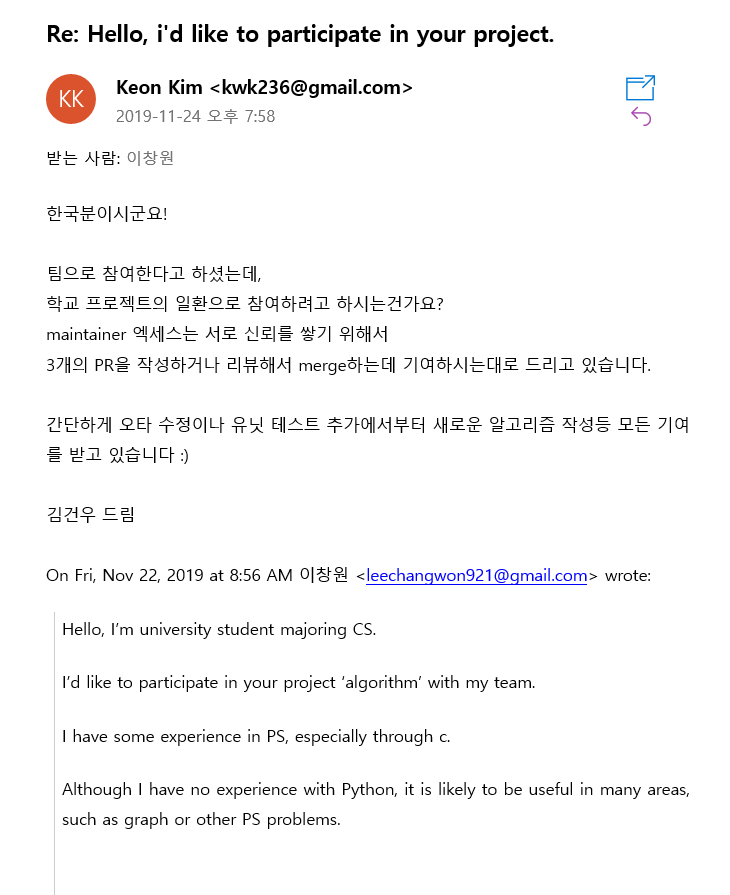 Re: Hello, i'd like to participate in your project.
KK
Keon Kim <kwk236@gmail.com>
2019-11-24 오후 7:58
받는 사람: 이창원
한국분이시군요!
팀으로 참여한다고 하셨는데,
학교 프로젝트의 일환으로 참여하려고 하시는건가요?
maintainer 엑세스는 서로 신뢰를 쌓기 위해서
3개의 PR을 작성하거나 리뷰해서 merge하는데 기여하시는대로 드리고 있습니다.
간단하게 오타 수정이나 유닛 테스트 추가에서부터 새로운 알고리즘 작성등 모든 기여
를 받고 있습니다 :)
김건우 드림
On Fri, Nov 22, 2019 at 8:56 AM 이창원 <leechangwon921@gmail.com> wrote:
Hello, I’m university student majoring CS.
I’d like to participate in your project ‘algorithm’ with my team.
I have some experience in PS, especially through c.
Although I have no experience with Python, it is likely to be useful in many areas,
such as graph or other PS problems.